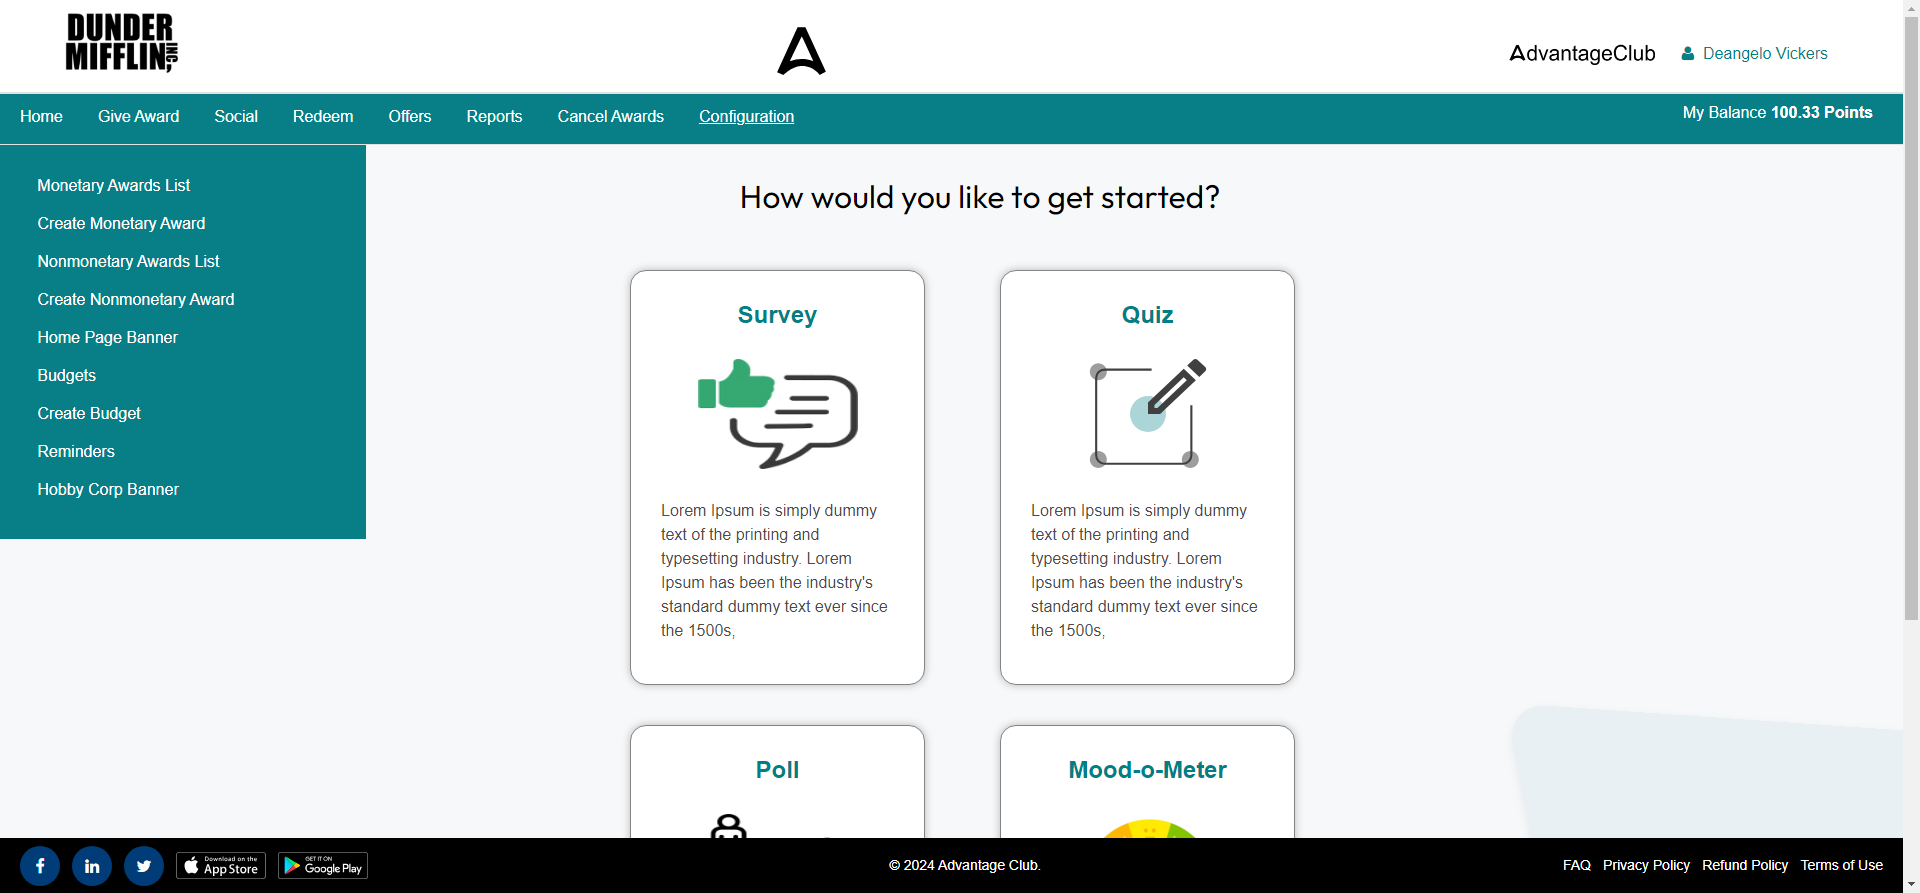 DUNDER
MIFFLIN INC,
AdvantageClub
Deangelo Vickers
Home Give Award Social Redeem Offers Reports Cancel Awards Configuration
My Balance 100.33 Points
Monetary Awards List
Create Monetary Award
Nonmonetary Awards List
Create Nonmonetary Award
Home Page Banner
Budgets
Create Budget
Reminders
Hobby Corp Banner
How would you like to get started?
Survey
Lorem Ipsum is simply dummy
text of the printing and
typesetting industry. Lorem
Ipsum has been the industry's
standard dummy text ever since
the 1500s,
Quiz
Lorem Ipsum is simply dummy
text of the printing and
typesetting industry. Lorem
Ipsum has been the industry's
standard dummy text ever since
the 1500s,
Poll
Mood-o-Meter
Download on the
App Store
GET IT ON
Google Play
© 2024 Advantage Club.
FAQ Privacy Policy Refund Policy Terms of Use